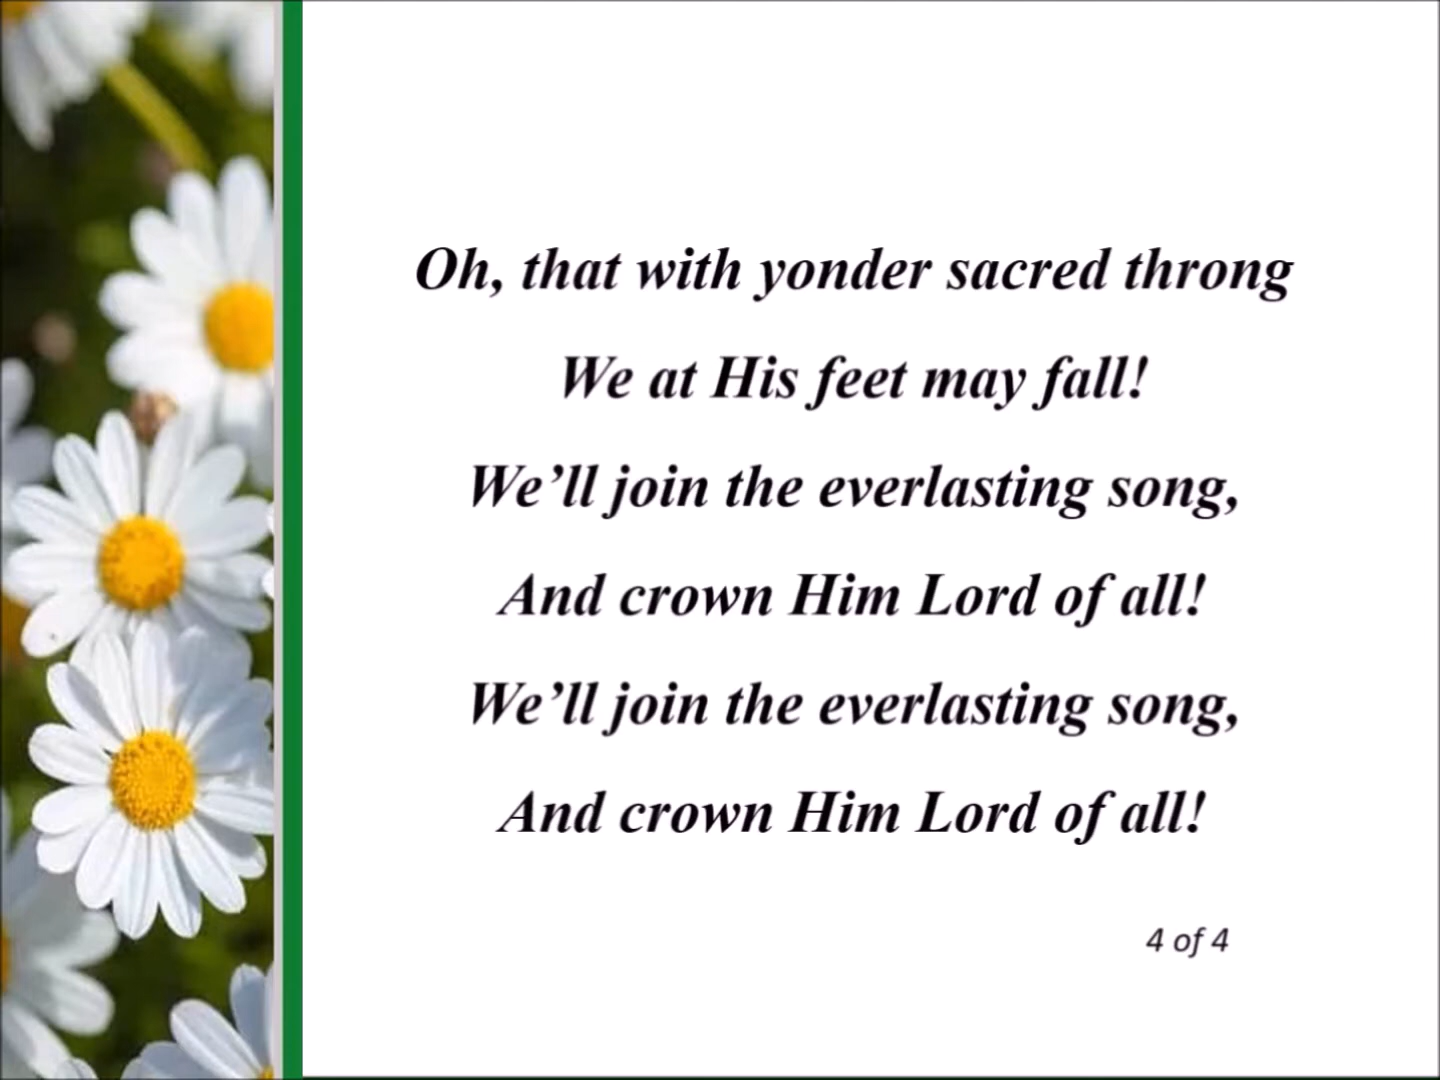 Oh, that with yonder sacred throng
We at His feet may fall!
We’ll join the everlasting song,
And crown Him Lord of all!
We’ll join the everlasting song,
And crown Him Lord of all!
4 of 4